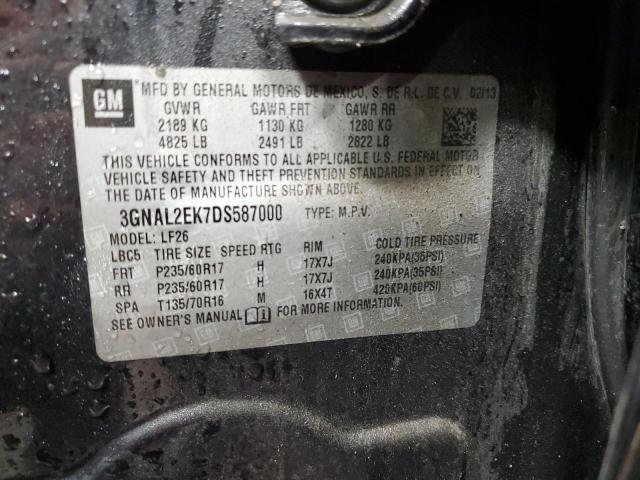 GM
MFD BY GENERAL MOTORS DE MEXICO, S. DE R.L. DE C.V. 02/13
GVWR GAWR FRT GAWR RR
2189 KG 1130 KG 1280 KG
4825 LB 2491 LB 2822 LB
THIS VEHICLE CONFORMS TO ALL APPLICABLE U.S. FEDERAL MOTOR
VEHICLE SAFETY AND THEFT PREVENTION STANDARDS IN EFFECT ON
THE DATE OF MANUFACTURE SHOWN ABOVE.
3GNAL2EK7DS587000 TYPE: M.P.V.
MODEL: LF26
LBC5 TIRE SIZE SPEED RTG RIM COLD TIRE PRESSURE
FRT P235/60R17 H 17X7J 240KPA(35PSI)
RR P235/60R17 H 17X7J 240KPA(35PSI)
SPA T135/70R16 M 16X4T 420KPA(60PSI)
SEE OWNER'S MANUAL FOR MORE INFORMATION.